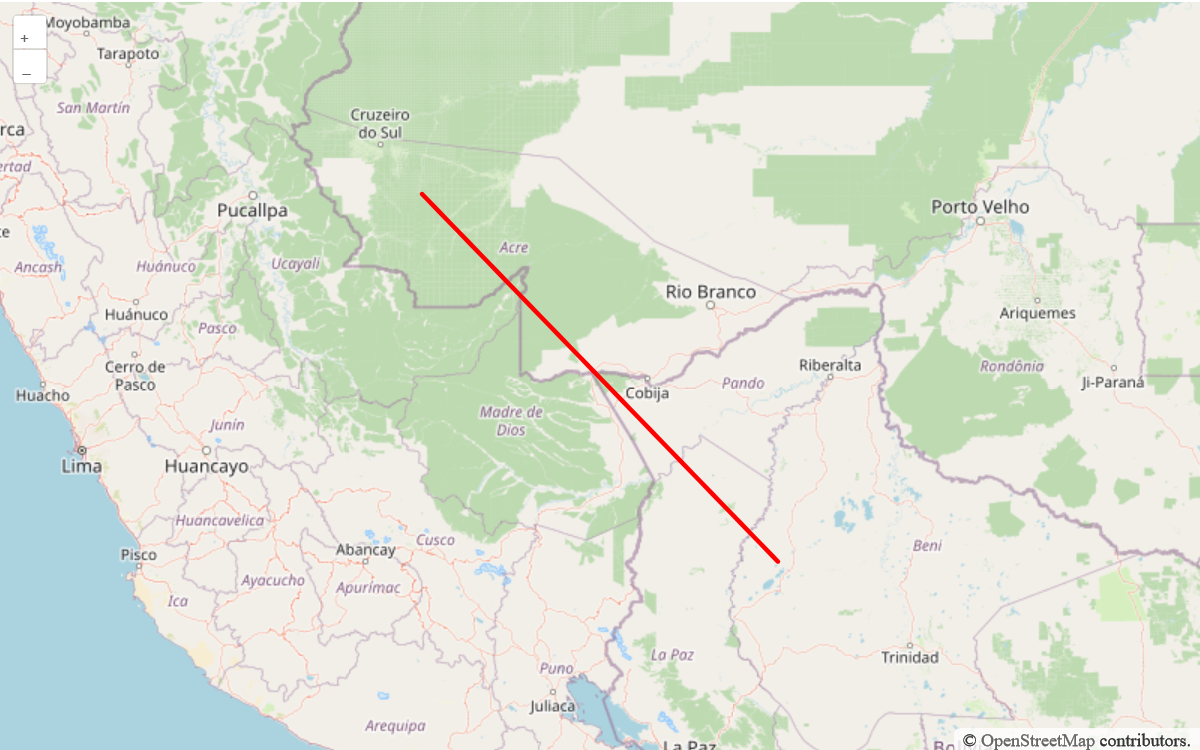 Moyobamba
+
–
Tarapoto
San Martín
Cruzeiro
do Sul
rca
ertad
Pucallpa
Porto Velho
te
Ancash
Huánuco
Ucayali
Acre
Rio Branco
Huánuco
Ariquemes
Pasco
Cerro de
Pasco
Riberalta
Rondônia
Huacho
Cobija
Pando
Ji-Paraná
Madre de
Dios
Junín
Lima
Huancayo
Huancavelica
Abancay
Cusco
Pisco
Beni
Ayacucho
Apurímac
Ica
La Paz
Trinidad
Puno
Juliaca
Arequipa
La Paz
© OpenStreetMap contributors.